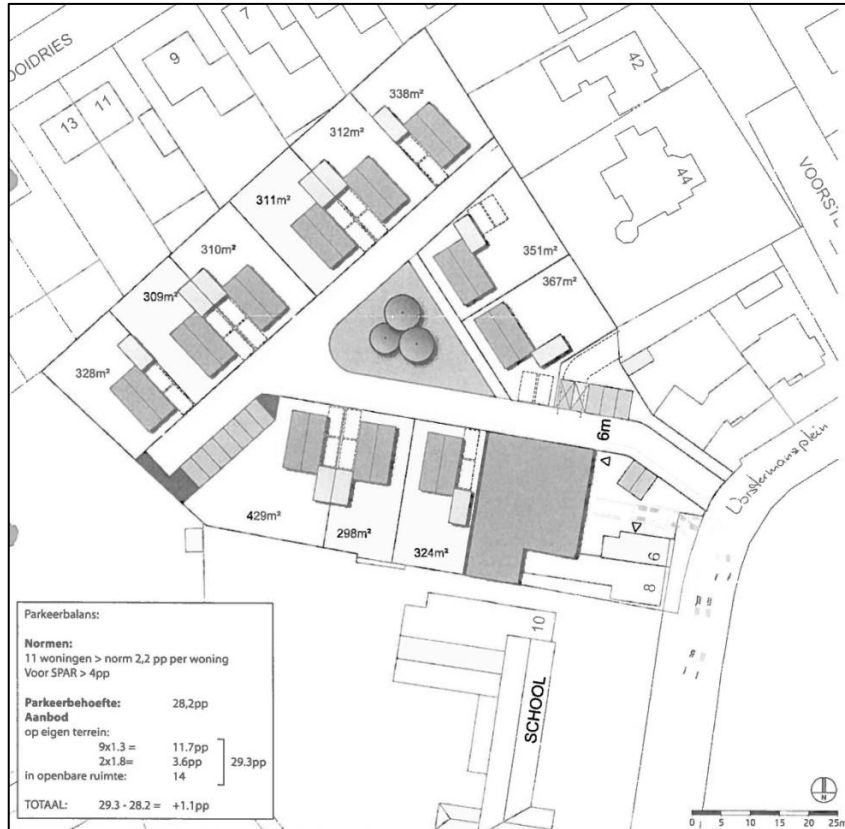 OOIDRIES
7
9
11
13
42
44
VOORSTE
338m²
312m²
311m²
310m²
309m²
328m²
351m²
367m²
6m
429m²
298m²
324m²
6
8
10
SCHOOL
Parkeerbalans:
Normen:
11 woningen > norm 2,2 pp per woning
Voor SPAR > 4pp
Parkeerbehoefte: 28,2pp
Aanbod
op eigen terrein:
9x1.3 = 11.7pp
2x1.8= 3.6pp
29.3pp
in openbare ruimte: 14
TOTAAL: 29.3 - 28.2 = +1.1pp
N
0 5 10 15 20 25m